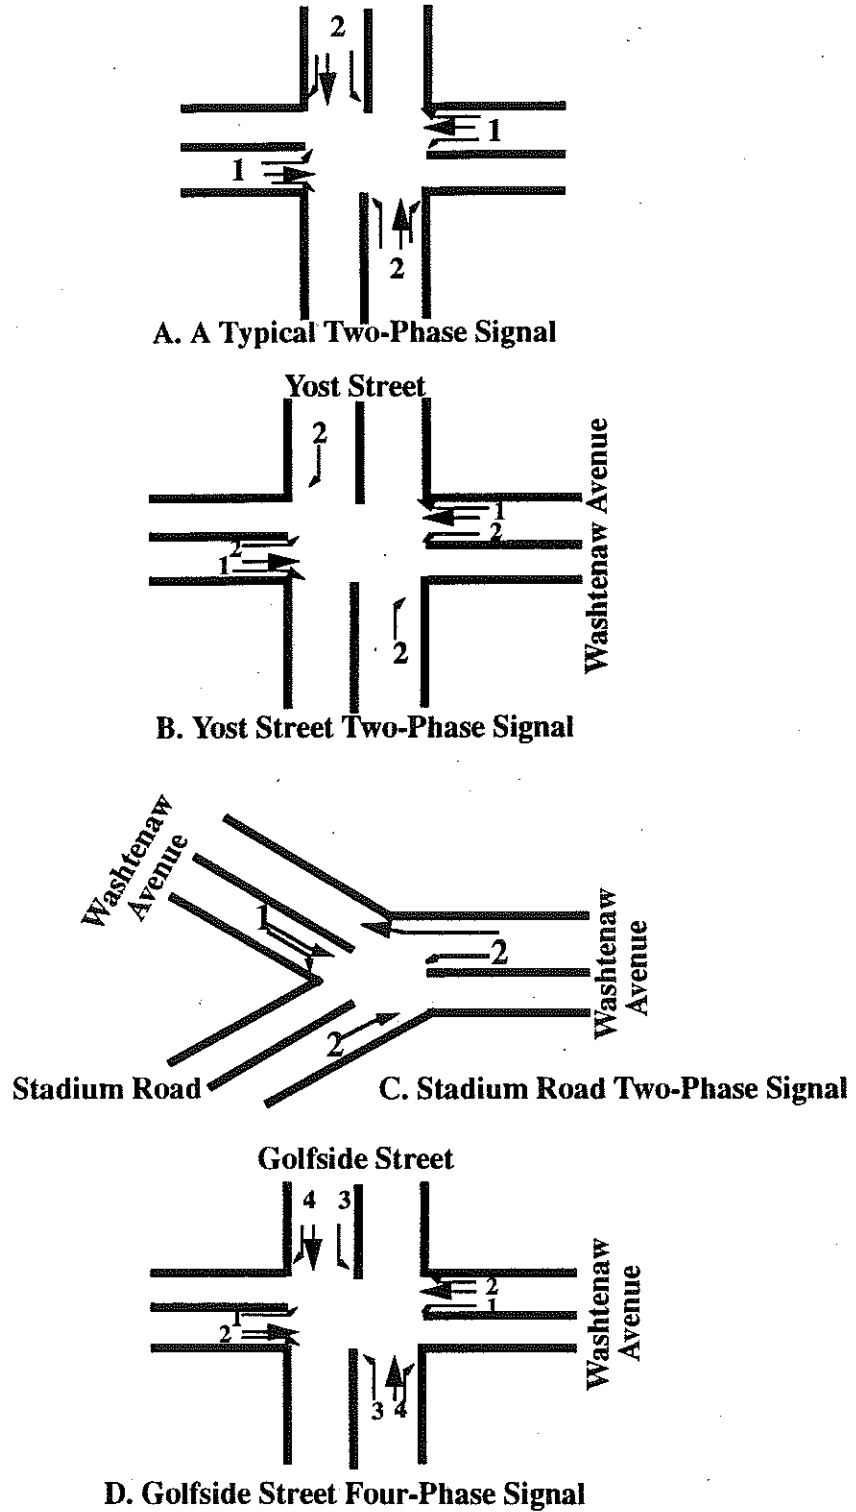 2
1
1
2
A. A Typical Two-Phase Signal
Yost Street
2
Washtenaw Avenue
1
2
2
1
2
B. Yost Street Two-Phase Signal
Washtenaw
Avenue
1
2
Washtenaw
Avenue
2
Stadium Road
C. Stadium Road Two-Phase Signal
Golfside Street
4 3
Washtenaw
Avenue
2
1
1
2
3 4
D. Golfside Street Four-Phase Signal